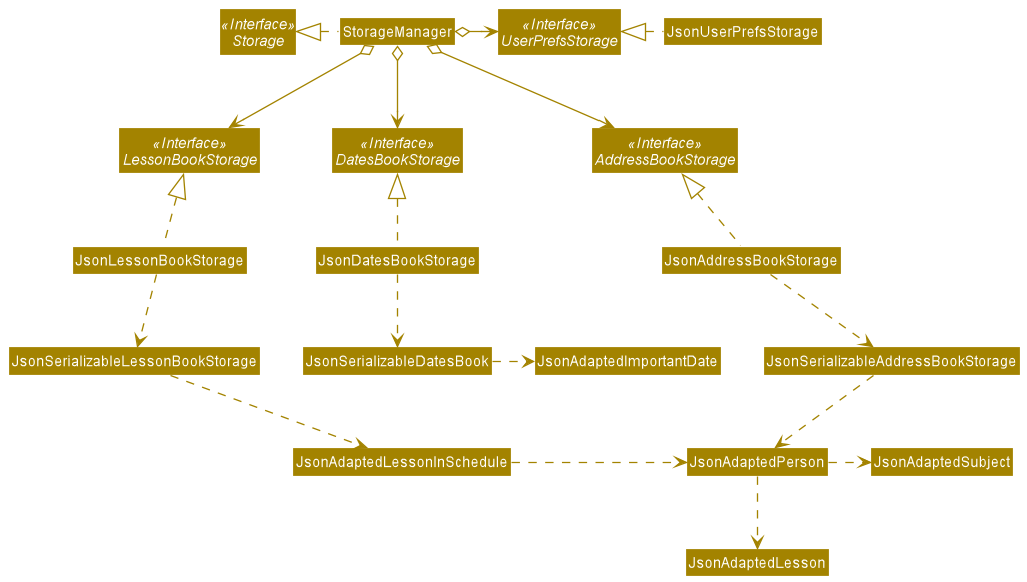 «Interface»
Storage
StorageManager
«Interface»
UserPrefsStorage
JsonUserPrefsStorage
«Interface»
LessonBookStorage
«Interface»
DatesBookStorage
«Interface»
AddressBookStorage
JsonLessonBookStorage
JsonDatesBookStorage
JsonAddressBookStorage
JsonSerializableLessonBookStorage
JsonSerializableDatesBook
JsonAdaptedImportantDate
JsonSerializableAddressBookStorage
JsonAdaptedLessonInSchedule
JsonAdaptedPerson
JsonAdaptedSubject
JsonAdaptedLesson